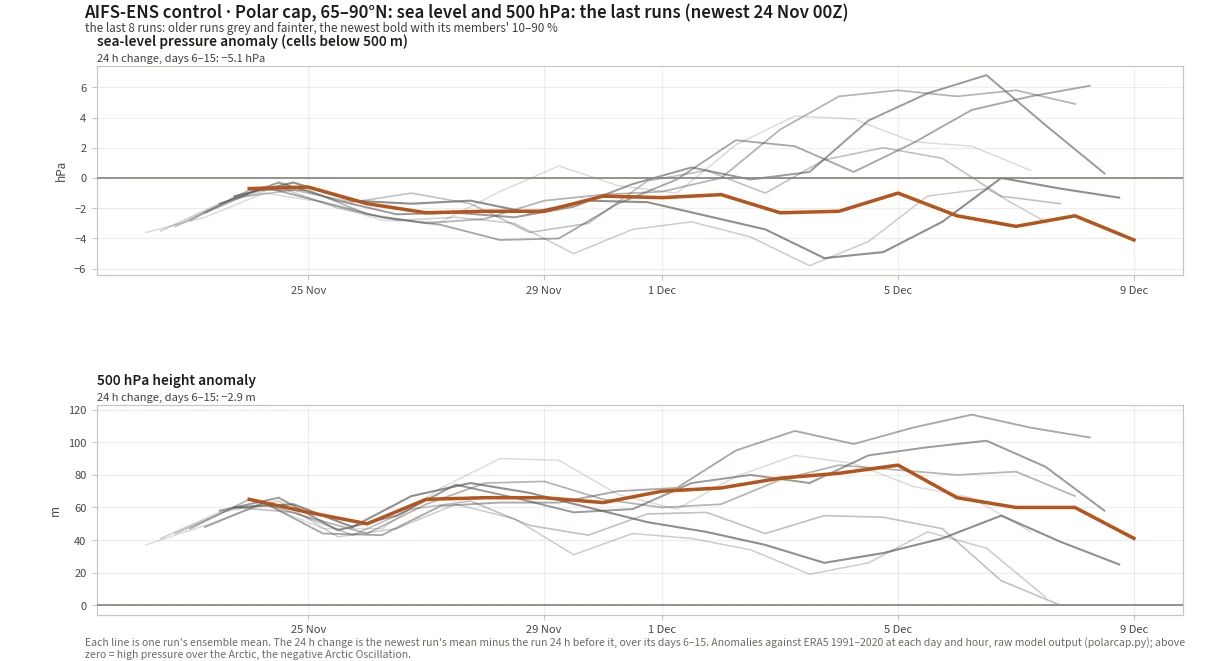 AIFS-ENS control · Polar cap, 65–90°N: sea level and 500 hPa: the last runs (newest 24 Nov 00Z)
the last 8 runs: older runs grey and fainter, the newest bold with its members' 10–90 %
sea-level pressure anomaly (cells below 500 m)
24 h change, days 6–15: −5.1 hPa
6
4
2
0
−2
−4
−6
hPa
25 Nov
29 Nov
1 Dec
5 Dec
9 Dec
500 hPa height anomaly
24 h change, days 6–15: −2.9 m
120
100
80
60
40
20
0
m
25 Nov
29 Nov
1 Dec
5 Dec
9 Dec
Each line is one run's ensemble mean. The 24 h change is the newest run's mean minus the run 24 h before it, over its days 6–15. Anomalies against ERA5 1991–2020 at each day and hour, raw model output (polarcap.py); above
zero = high pressure over the Arctic, the negative Arctic Oscillation.